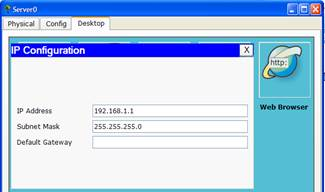 Server0
Physical Config Desktop
IP Configuration X
http:
Web Browser
IP Address 192.168.1.1
Subnet Mask 255.255.255.0
Default Gateway